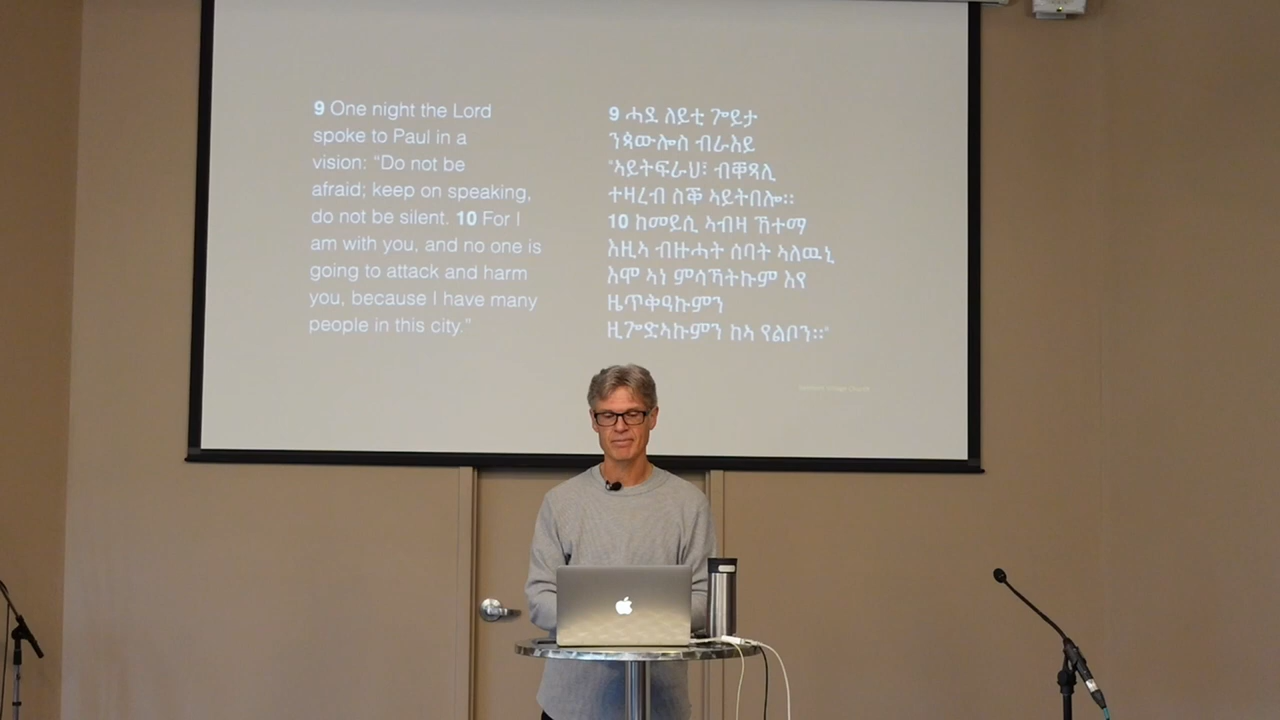 9 One night the Lord
spoke to Paul in a
vision: “Do not be
afraid; keep on speaking,
do not be silent. 10 For I
am with you, and no one is
going to attack and harm
you, because I have many
people in this city.”
9 ሓደ ለይቲ ጐይታ
ንጳውሎስ ብራእይ
“ኣይትፍራህ፣ ብቐጻሊ
ተዛረብ ስቕ ኣይትበሎ።
10 ከመይሲ ኣብዛ ኸተማ
እዚኣ ብዙሓት ሰባት ኣለዉኒ
እሞ ኣነ ምሳኻትኩም እየ
ዜጥቅዓኩምን
ዚጐድኣኩምን ከኣ የልቦን።“